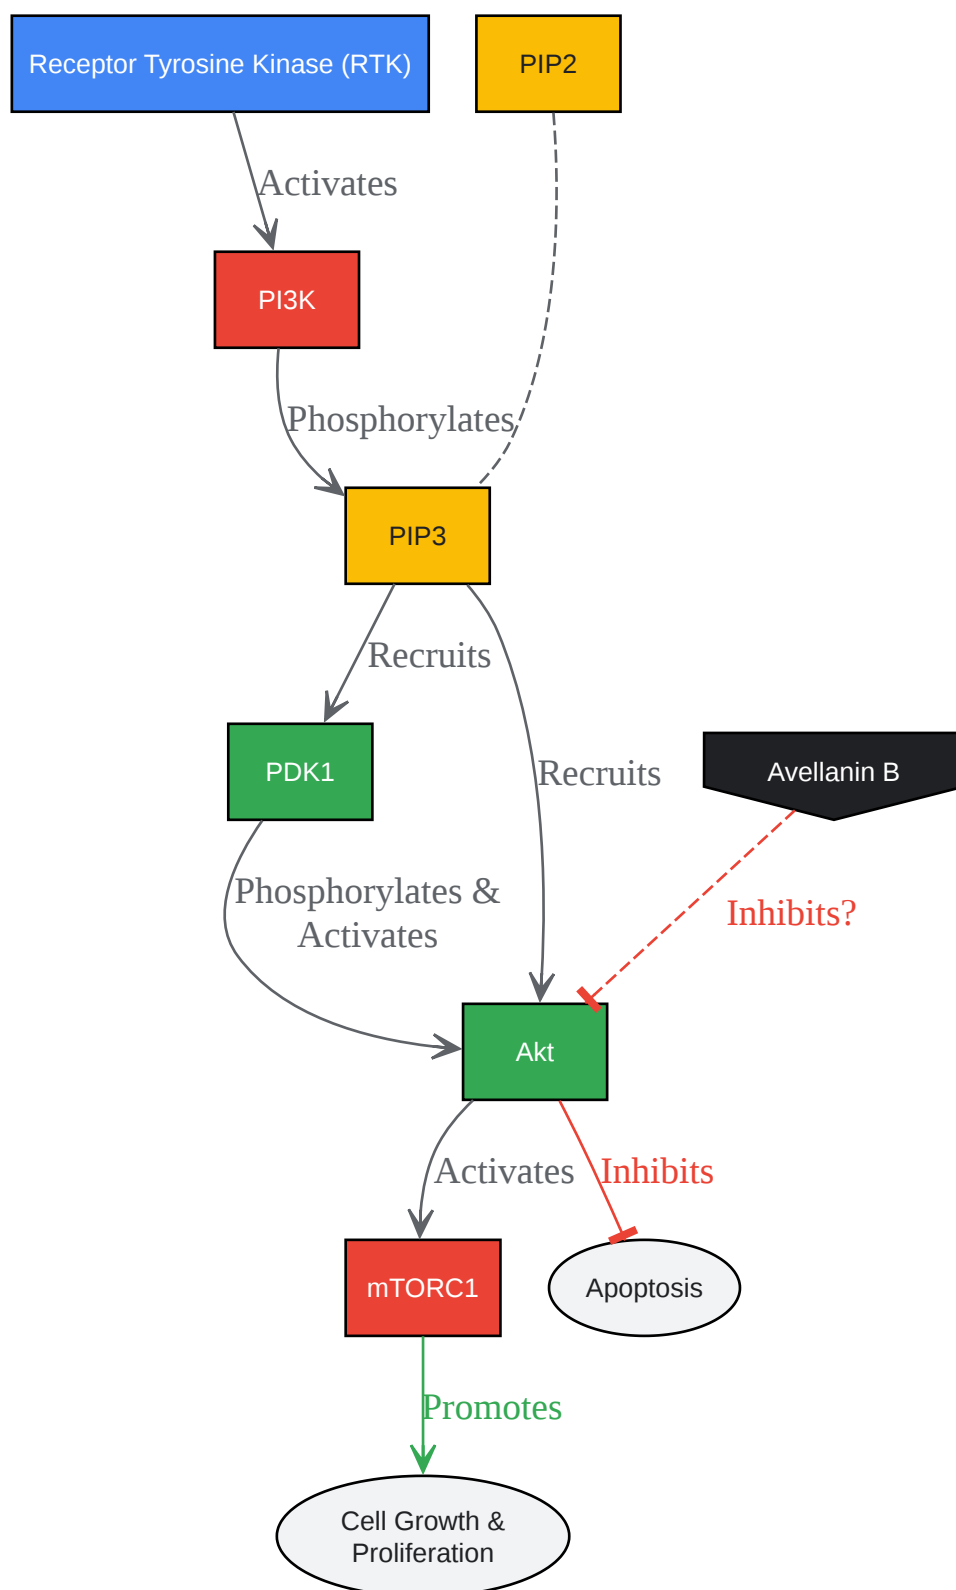 Receptor Tyrosine Kinase (RTK)
PIP2
Activates
PI3K
Phosphorylates
PIP3
Recruits
PDK1
Recruits
Avellanin B
Phosphorylates &
Activates
Inhibits?
Akt
Activates
Inhibits
mTORC1
Apoptosis
Promotes
Cell Growth &
Proliferation